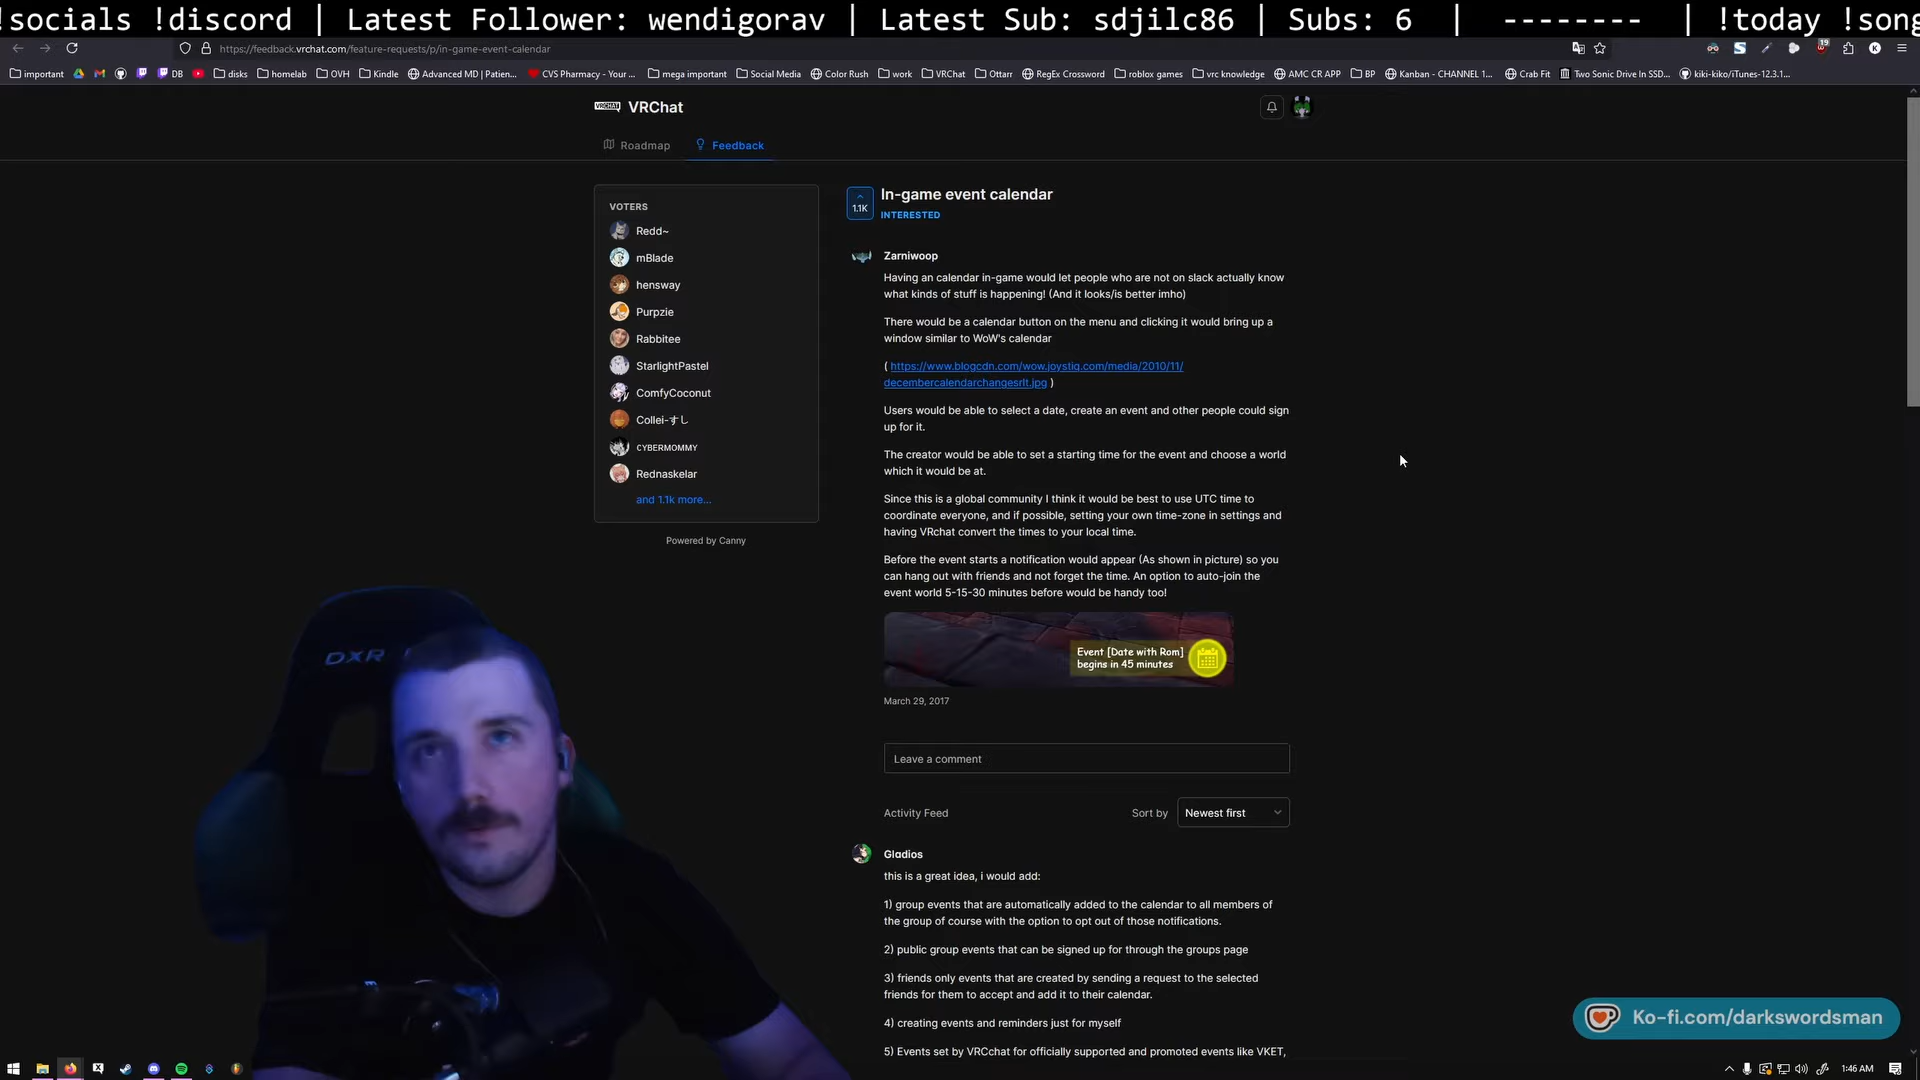 !socials !discord | Latest Follower: wendigorav | Latest Sub: sdjilc86 | Subs: 6 | -------- | !today !song
https://feedback.vrchat.com/feature-requests/p/in-game-event-calendar
19
K
important
DB
disks
homelab
OVH
Kindle
Advanced MD | Patien...
CVS Pharmacy - Your ...
mega important
Social Media
Color Rush
work
VRChat
Ottarr
RegEx Crossword
roblox games
vrc knowledge
AMC CR APP
BP
Kanban - CHANNEL 1...
Crab Fit
Two Sonic Drive In SSD...
kiki-kiko/iTunes-12.3.1...
VRCHAT VRChat
Roadmap
Feedback
VOTERS
Redd~
mBlade
hensway
Purpzie
Rabbitee
StarlightPastel
ComfyCoconut
Collei-すし
ᴄʏʙᴇʀᴍᴏᴍᴍʏ
Rednaskelar
and 1.1k more...
Powered by Canny
1.1K
In-game event calendar
INTERESTED
Zarniwoop
Having an calendar in-game would let people who are not on slack actually know
what kinds of stuff is happening! (And it looks/is better imho)
There would be a calendar button on the menu and clicking it would bring up a
window similar to WoW's calendar
( https://www.blogcdn.com/wow.joystiq.com/media/2010/11/
decembercalendarchangesrlt.jpg )
Users would be able to select a date, create an event and other people could sign
up for it.
The creator would be able to set a starting time for the event and choose a world
which it would be at.
Since this is a global community I think it would be best to use UTC time to
coordinate everyone, and if possible, setting your own time-zone in settings and
having VRchat convert the times to your local time.
Before the event starts a notification would appear (As shown in picture) so you
can hang out with friends and not forget the time. An option to auto-join the
event world 5-15-30 minutes before would be handy too!
Event [Date with Rom]
begins in 45 minutes
March 29, 2017
Leave a comment
Activity Feed
Sort by
Newest first
Gladios
this is a great idea, i would add:
1) group events that are automatically added to the calendar to all members of
the group of course with the option to opt out of those notifications.
2) public group events that can be signed up for through the groups page
3) friends only events that are created by sending a request to the selected
friends for them to accept and add it to their calendar.
4) creating events and reminders just for myself
5) Events set by VRCchat for officially supported and promoted events like VKET,
DXR
Ko-fi.com/darkswordsman
1:46 AM